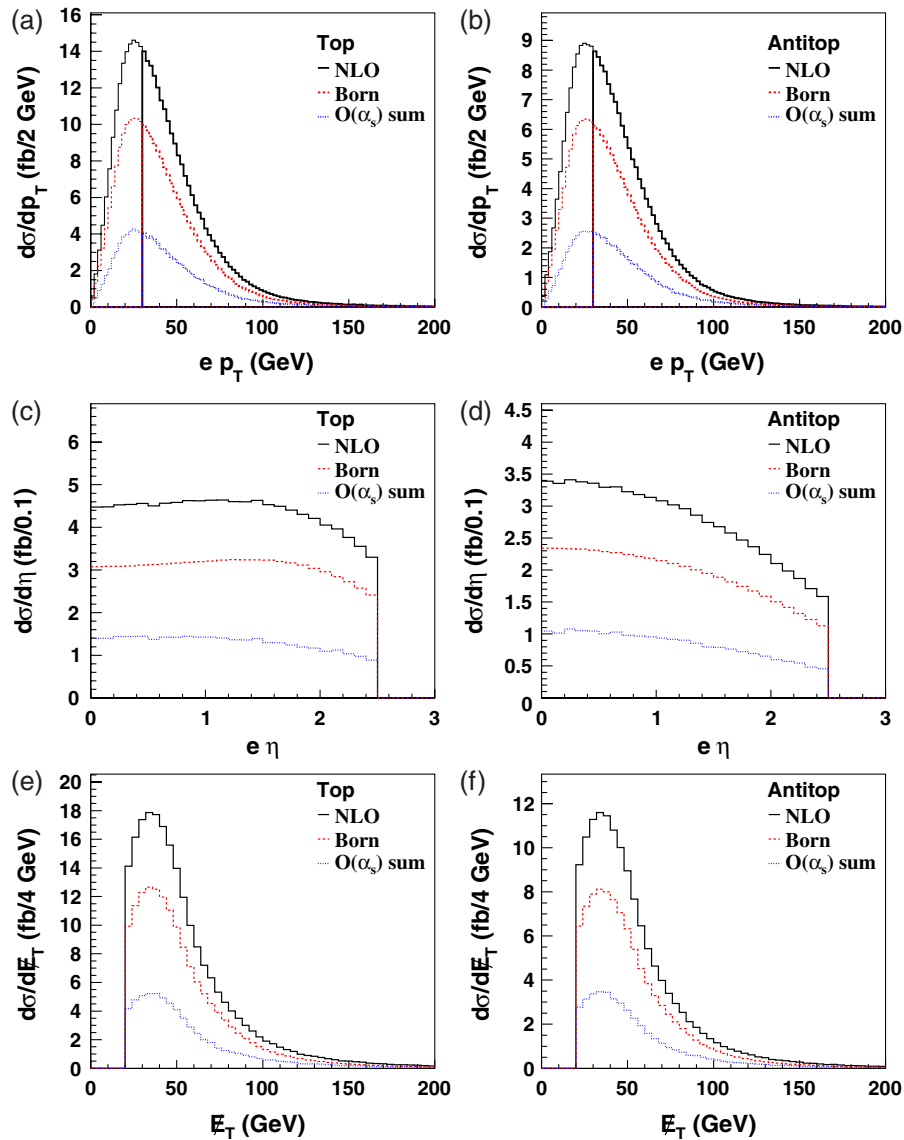 (a)
dσ/dp_T (fb/2 GeV)
16
14
12
10
8
6
4
2
0
Top
NLO
Born
O(α_s) sum
0 50 100 150 200
e p_T (GeV)
(b)
dσ/dp_T (fb/2 GeV)
9
8
7
6
5
4
3
2
1
0
Antitop
NLO
Born
O(α_s) sum
0 50 100 150 200
e p_T (GeV)
(c)
dσ/dη (fb/0.1)
6
5
4
3
2
1
0
Top
NLO
Born
O(α_s) sum
0 1 2 3
e η
(d)
dσ/dη (fb/0.1)
4.5
4
3.5
3
2.5
2
1.5
1
0.5
0
Antitop
NLO
Born
O(α_s) sum
0 1 2 3
e η
(e)
dσ/dE̸_T (fb/4 GeV)
20
18
16
14
12
10
8
6
4
2
0
Top
NLO
Born
O(α_s) sum
0 50 100 150 200
E̸_T (GeV)
(f)
dσ/dE̸_T (fb/4 GeV)
12
10
8
6
4
2
0
Antitop
NLO
Born
O(α_s) sum
0 50 100 150 200
E̸_T (GeV)